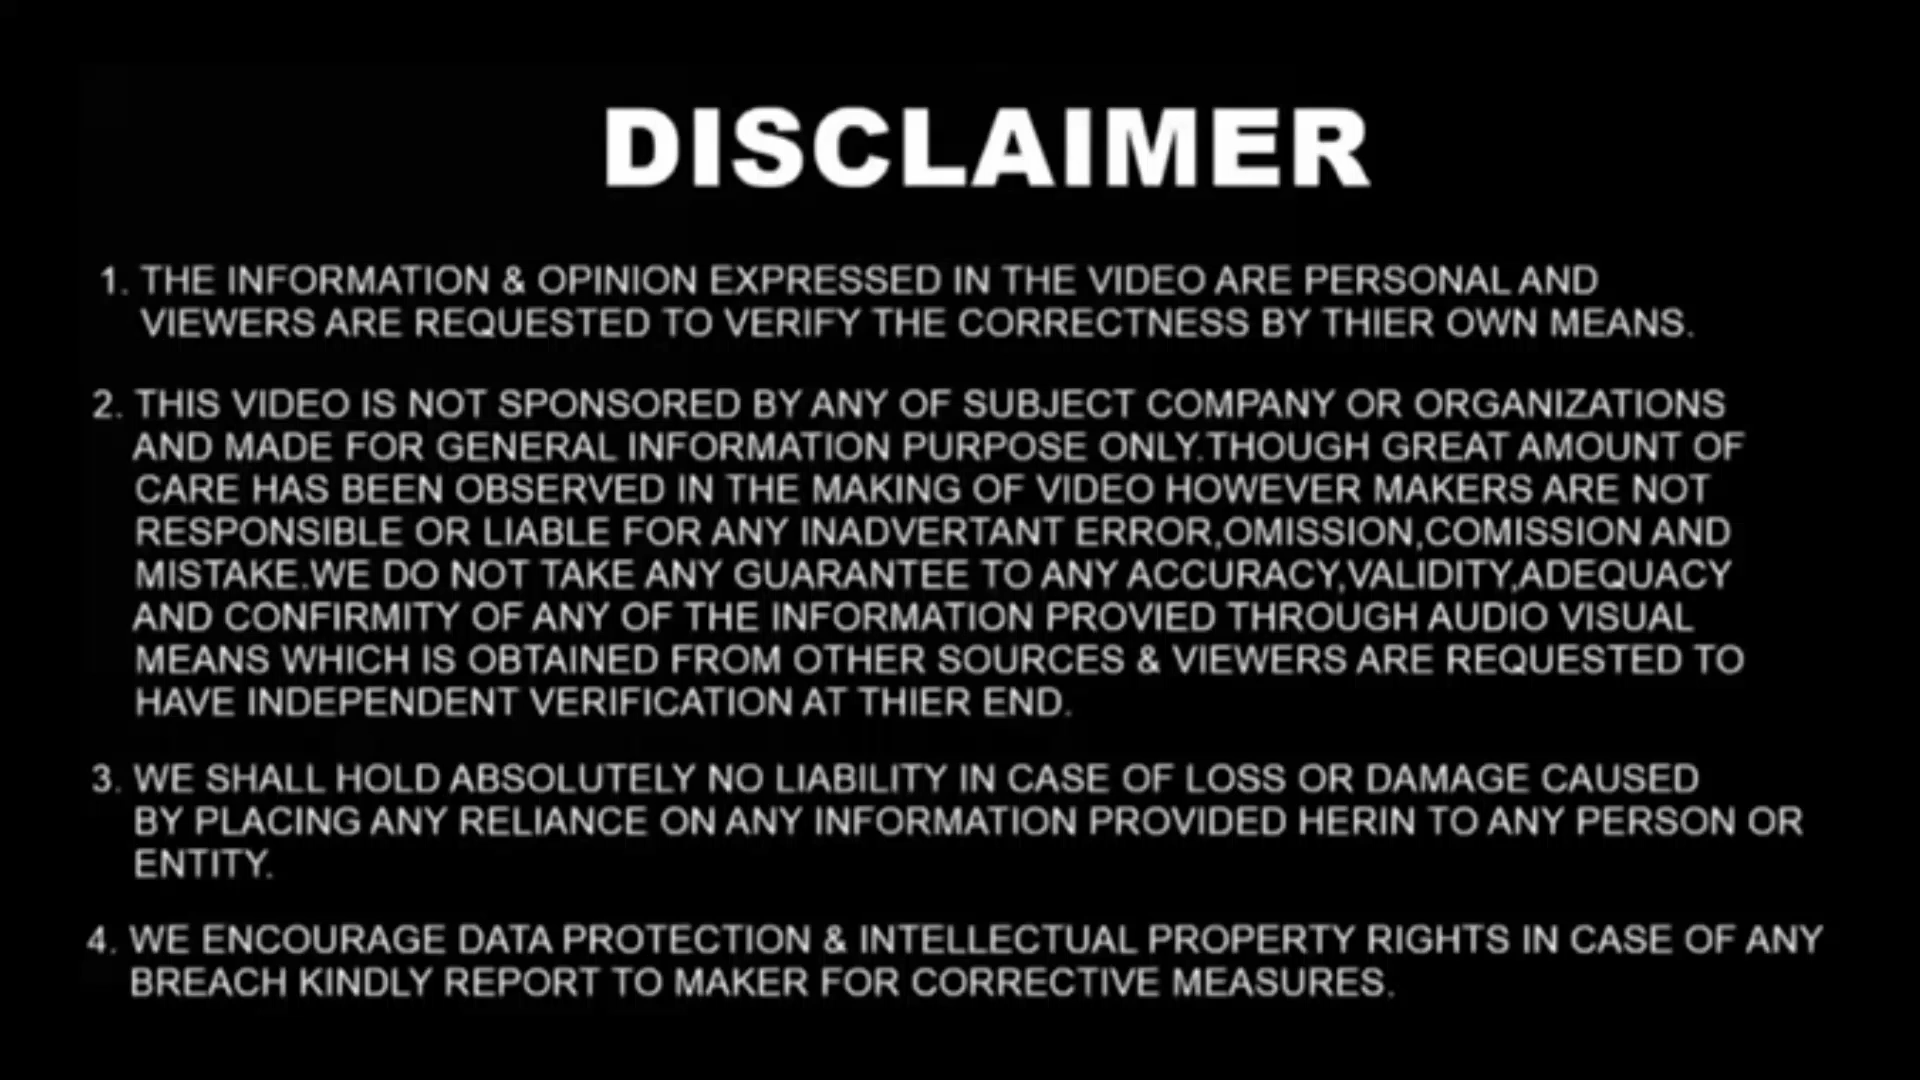 DISCLAIMER
1. THE INFORMATION & OPINION EXPRESSED IN THE VIDEO ARE PERSONAL AND
VIEWERS ARE REQUESTED TO VERIFY THE CORRECTNESS BY THIER OWN MEANS.
2. THIS VIDEO IS NOT SPONSORED BY ANY OF SUBJECT COMPANY OR ORGANIZATIONS
AND MADE FOR GENERAL INFORMATION PURPOSE ONLY.THOUGH GREAT AMOUNT OF
CARE HAS BEEN OBSERVED IN THE MAKING OF VIDEO HOWEVER MAKERS ARE NOT
RESPONSIBLE OR LIABLE FOR ANY INADVERTANT ERROR,OMISSION,COMISSION AND
MISTAKE.WE DO NOT TAKE ANY GUARANTEE TO ANY ACCURACY,VALIDITY,ADEQUACY
AND CONFIRMITY OF ANY OF THE INFORMATION PROVIED THROUGH AUDIO VISUAL
MEANS WHICH IS OBTAINED FROM OTHER SOURCES & VIEWERS ARE REQUESTED TO
HAVE INDEPENDENT VERIFICATION AT THIER END.
3. WE SHALL HOLD ABSOLUTELY NO LIABILITY IN CASE OF LOSS OR DAMAGE CAUSED
BY PLACING ANY RELIANCE ON ANY INFORMATION PROVIDED HERIN TO ANY PERSON OR
ENTITY.
4. WE ENCOURAGE DATA PROTECTION & INTELLECTUAL PROPERTY RIGHTS IN CASE OF ANY
BREACH KINDLY REPORT TO MAKER FOR CORRECTIVE MEASURES.